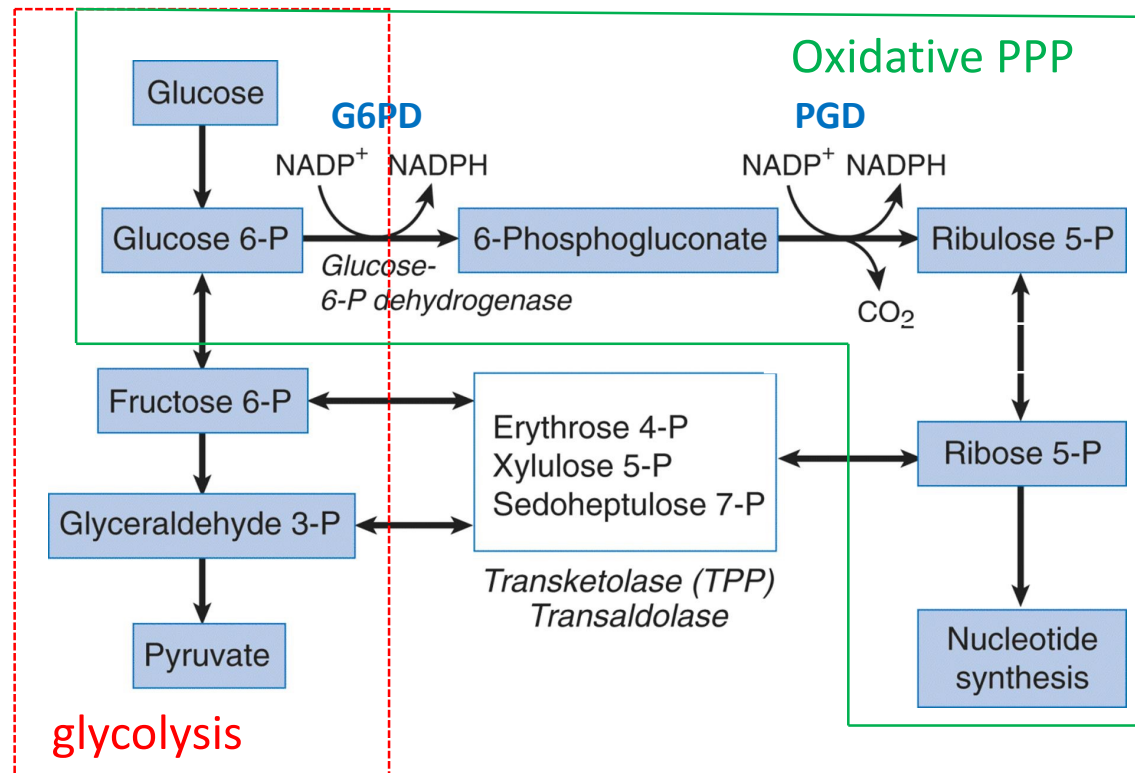 Oxidative PPP
Glucose
G6PD
PGD
NADP+ NADPH
NADP+ NADPH
Glucose 6-P
6-Phosphogluconate
Ribulose 5-P
Glucose-
6-P dehydrogenase
CO2
Fructose 6-P
Erythrose 4-P
Xylulose 5-P
Sedoheptulose 7-P
Ribose 5-P
Glyceraldehyde 3-P
Transketolase (TPP)
Transaldolase
Pyruvate
Nucleotide
synthesis
glycolysis